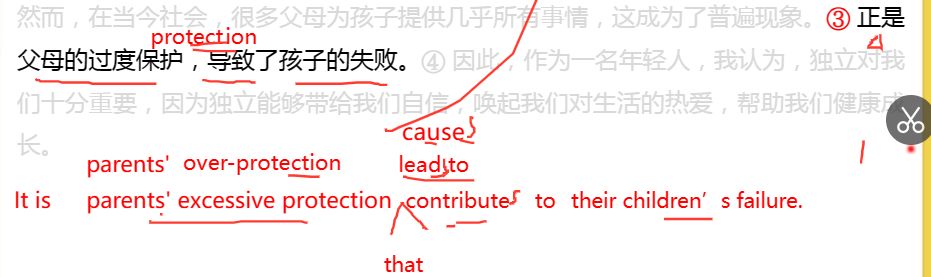 然而，在当今社会，很多父母为孩子提供几乎所有事情，这成为了普遍现象。③ 正是
protection
父母的过度保护，导致了孩子的失败。④ 因此，作为一名年轻人，我认为，独立对我
们十分重要，因为独立能够带给我们自信，唤起我们对生活的热爱，帮助我们健康成
长。
causes
parents' over-protection lead to
It is parents' excessive protection contributes to their children's failure.
that